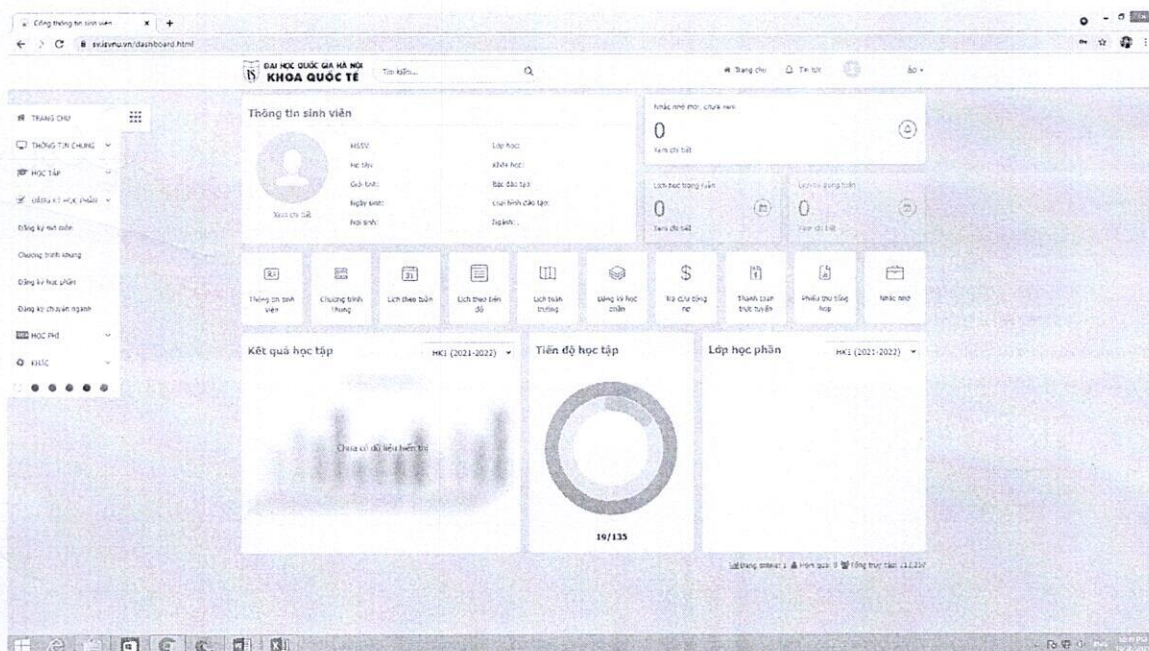 Cổng thông tin sinh viên
sv.isvnu.vn/dashboard.html
ĐẠI HỌC QUỐC GIA HÀ NỘI
KHOA QUỐC TẾ
Tìm kiếm...
Trang chủ
Tin tức
TRANG CHỦ
THÔNG TIN CHUNG
HỌC TẬP
ĐĂNG KÝ HỌC PHẦN
Chương trình khung
Đăng ký học phần
Đăng ký chuyên ngành
HỌC PHÍ
KHÁC
Thông tin sinh viên
MSSV:
Họ tên:
Giới tính:
Ngày sinh:
Nơi sinh:
Lớp học:
Khóa học:
Bậc đào tạo:
Loại hình đào tạo:
Ngành:
Xem chi tiết
Nhắc nhở mới, chưa xem
0
Xem chi tiết
Lịch học trong tuần
0
Xem chi tiết
Lịch thi trong tuần
0
Xem chi tiết
Thông tin sinh
viên
Chương trình
khung
Lịch theo tuần
Lịch theo tiến
độ
Lịch toàn
trường
Đăng ký học
phần
Tra cứu công
nợ
Thanh toán
trực tuyến
Phiếu thu tổng
hợp
Nhắc nhở
Kết quả học tập
HK1 (2021-2022)
Chưa có dữ liệu hiển thị
Tiến độ học tập
19/135
Lớp học phần
HK1 (2021-2022)